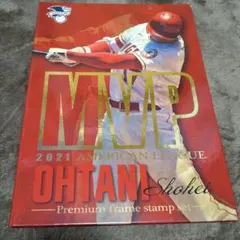 MVP
2021 AMERICAN LEAGUE
OHTANI Shohei
Premium frame stamp set